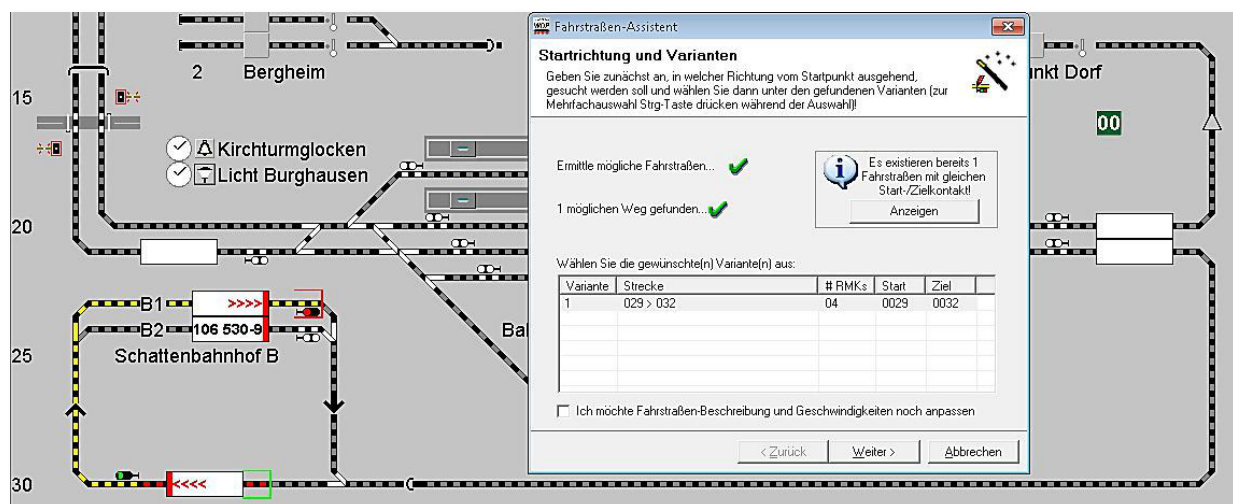 2 Bergheim
15
Kirchturmglocken
Licht Burghausen
20
B1 >>>>
B2 106 530-9
Schattenbahnhof B
25
30
<<<<
Ba
WDP Fahrstraßen-Assistent
Startrichtung und Varianten
Geben Sie zunächst an, in welcher Richtung vom Startpunkt ausgehend,
gesucht werden soll und wählen Sie dann unter den gefundenen Varianten (zur
Mehrfachauswahl Strg-Taste drücken während der Auswahl)!
Ermittle mögliche Fahrstraßen...
1 möglichen Weg gefunden...
Es existieren bereits 1
Fahrstraßen mit gleichen
Start-/Zielkontakt!
Anzeigen
Wählen Sie die gewünschte(n) Variante(n) aus:
Variante Strecke # RMKs Start Ziel
1 029 > 032 04 0029 0032
Ich möchte Fahrstraßen-Beschreibung und Geschwindigkeiten noch anpassen
< Zurück Weiter > Abbrechen
nkt Dorf
00